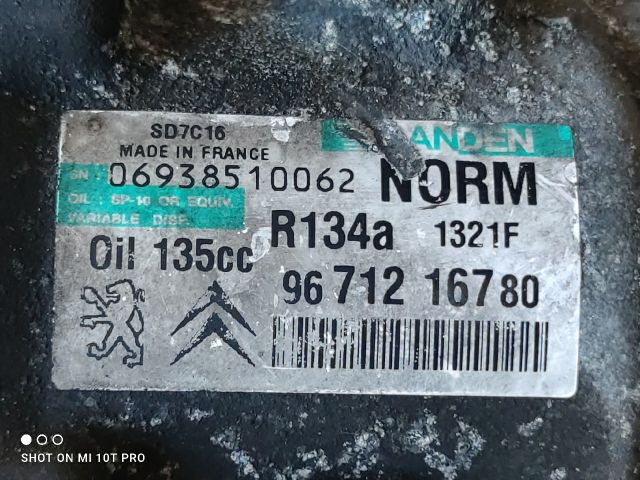 SD7C16
MADE IN FRANCE
ANDEN
SN: 06938510062 NORM
OIL : SP-10 OR EQUIV.
VARIABLE DISP.
Oil 135cc R134a 1321F
96 712 167 80
SHOT ON MI 10T PRO